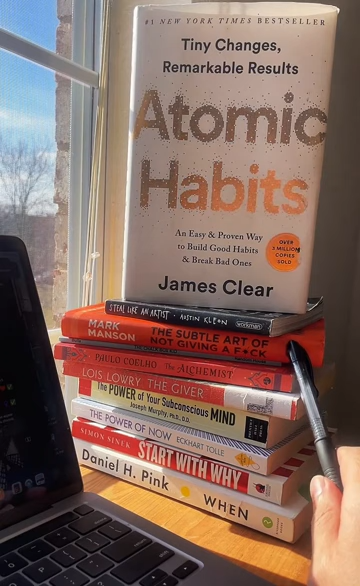 #1 NEW YORK TIMES BESTSELLER
Tiny Changes,
Remarkable Results
Atomic
Habits
An Easy & Proven Way
to Build Good Habits
& Break Bad Ones
OVER
3 MILLION
COPIES
SOLD
James Clear
STEAL LIKE AN ARTIST • AUSTIN KLEON workman
MARK
MANSON
THE SUBTLE ART OF
NOT GIVING A F*CK
PAULO COELHO The ALCHEMIST
LOIS LOWRY THE GIVER
The POWER of Your Subconscious MIND
Joseph Murphy, Ph.D., D.D.
THE POWER OF NOW ECKHART TOLLE
SIMON SINEK START WITH WHY
Daniel H. Pink WHEN